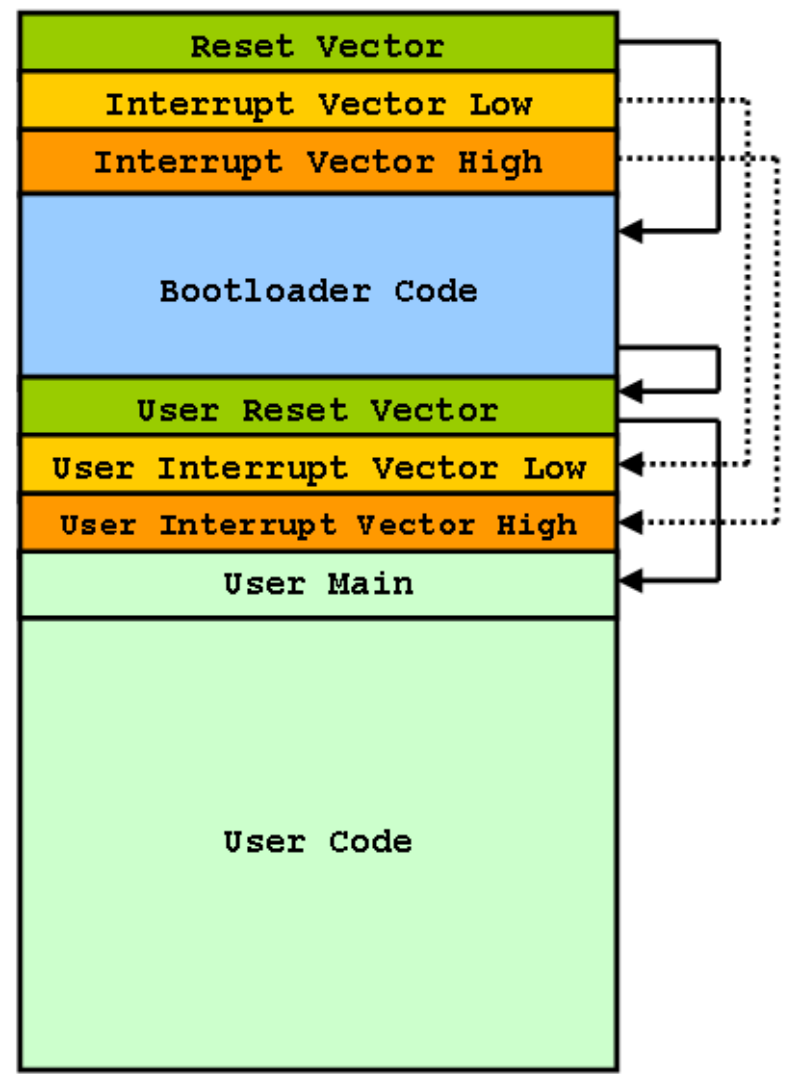 Reset Vector
Interrupt Vector Low
Interrupt Vector High
Bootloader Code
User Reset Vector
User Interrupt Vector Low
User Interrupt Vector High
User Main
User Code